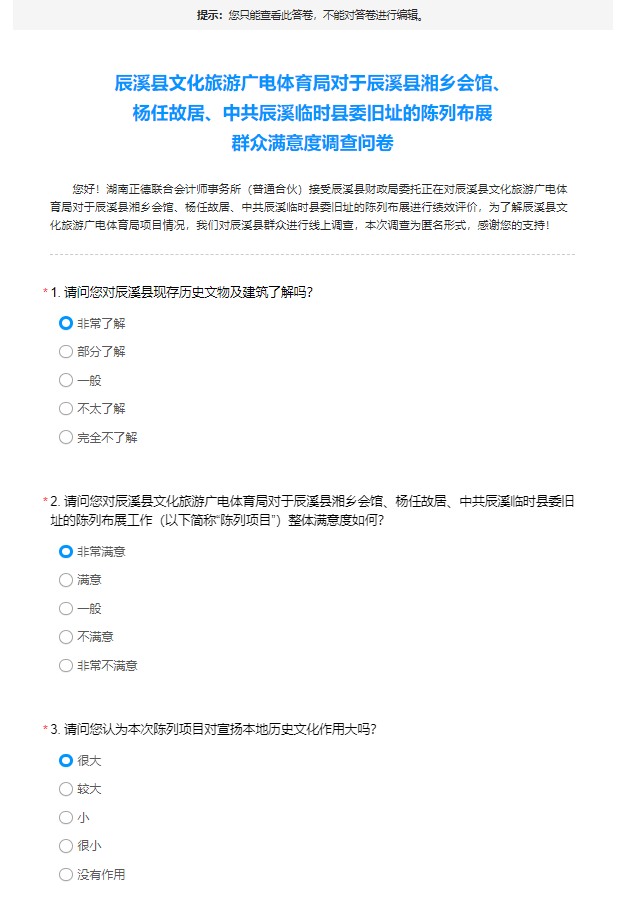 提示：您只能查看此答卷，不能对答卷进行编辑。
辰溪县文化旅游广电体育局对于辰溪县湘乡会馆、
杨任故居、中共辰溪临时县委旧址的陈列布展
群众满意度调查问卷
您好！湖南正德联合会计师事务所（普通合伙）接受辰溪县财政局委托正在对辰溪县文化旅游广电体
育局对于辰溪县湘乡会馆、杨任故居、中共辰溪临时县委旧址的陈列布展进行绩效评价，为了解辰溪县文
化旅游广电体育局项目情况，我们对辰溪县群众进行线上调查，本次调查为匿名形式，感谢您的支持！
* 1. 请问您对辰溪县现存历史文物及建筑了解吗？
非常了解
部分了解
一般
不太了解
完全不了解
* 2. 请问您对辰溪县文化旅游广电体育局对于辰溪县湘乡会馆、杨任故居、中共辰溪临时县委旧
址的陈列布展工作（以下简称“陈列项目”）整体满意度如何？
非常满意
满意
一般
不满意
非常不满意
* 3. 请问您认为本次陈列项目对宣扬本地历史文化作用大吗？
很大
较大
小
很小
没有作用